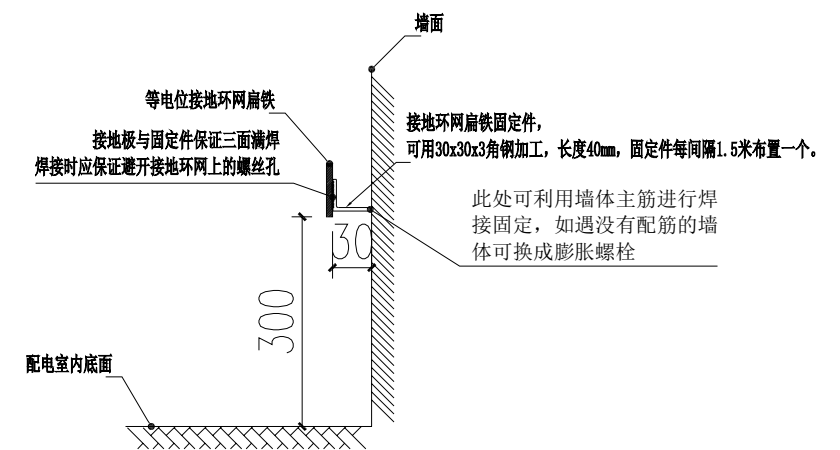 墙面
等电位接地环网扁铁
接地极与固定件保证三面满焊
焊接时应保证避开接地环网上的螺丝孔
接地环网扁铁固定件，
可用30x30x3角钢加工，长度40mm，固定件每间隔1.5米布置一个。
此处可利用墙体主筋进行焊
接固定，如遇没有配筋的墙
体可换成膨胀螺栓
30
300
配电室内底面